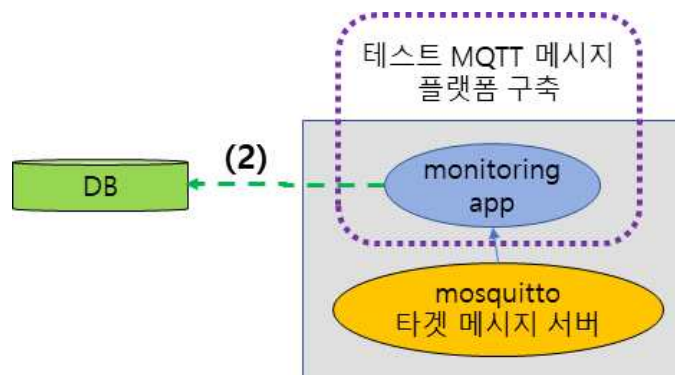 테스트 MQTT 메시지
플랫폼 구축
(2)
DB
monitoring
app
mosquitto
타겟 메시지 서버